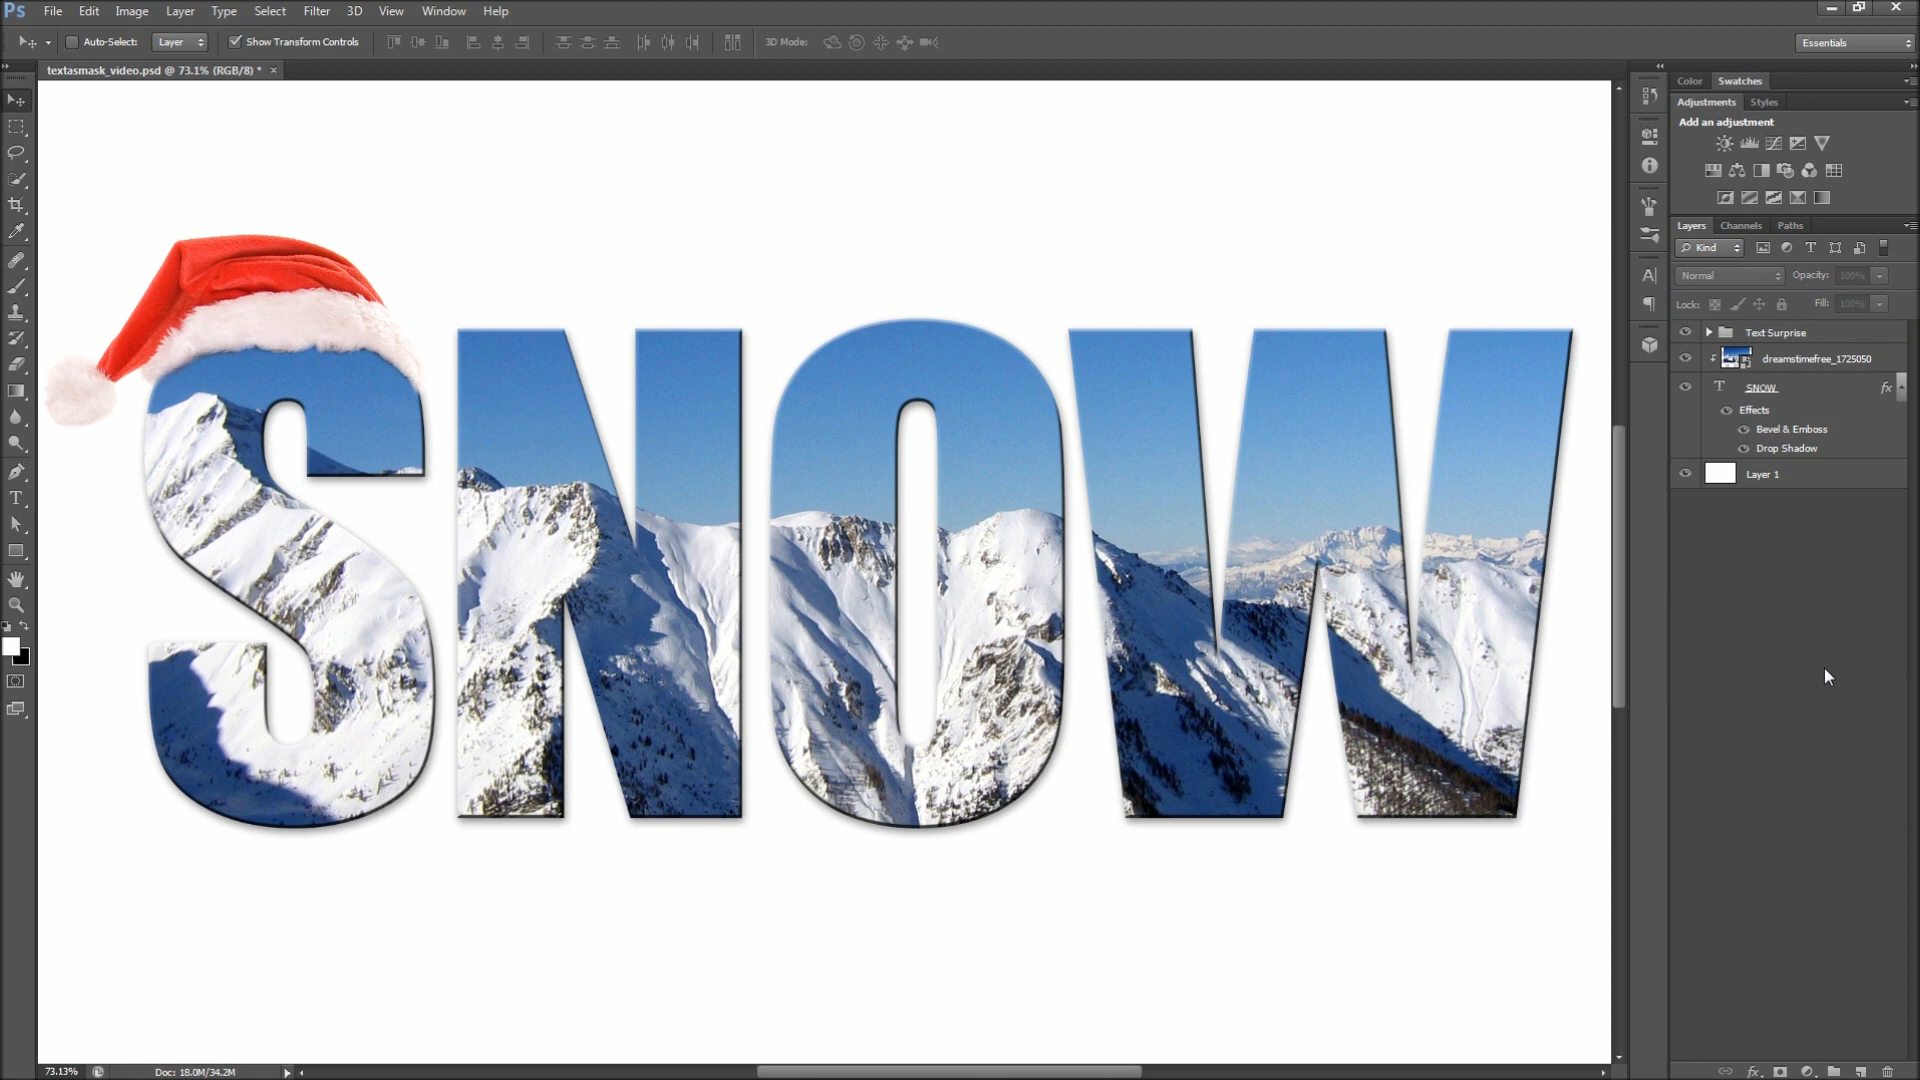 Ps File Edit Image Layer Type Select Filter 3D View Window Help
Auto-Select: Layer Show Transform Controls 3D Mode: Essentials
textasmask_video.psd @ 73.1% (RGB/8) * ×
Color Swatches
Adjustments Styles
Add an adjustment
Layers Channels Paths
Kind
Normal Opacity: 100%
Lock: Fill: 100%
Text Surprise
dreamstimefree_1725050
T SNOW fx
Effects
Bevel & Emboss
Drop Shadow
Layer 1
SNOW
73.13% Doc: 18.0M/34.2M